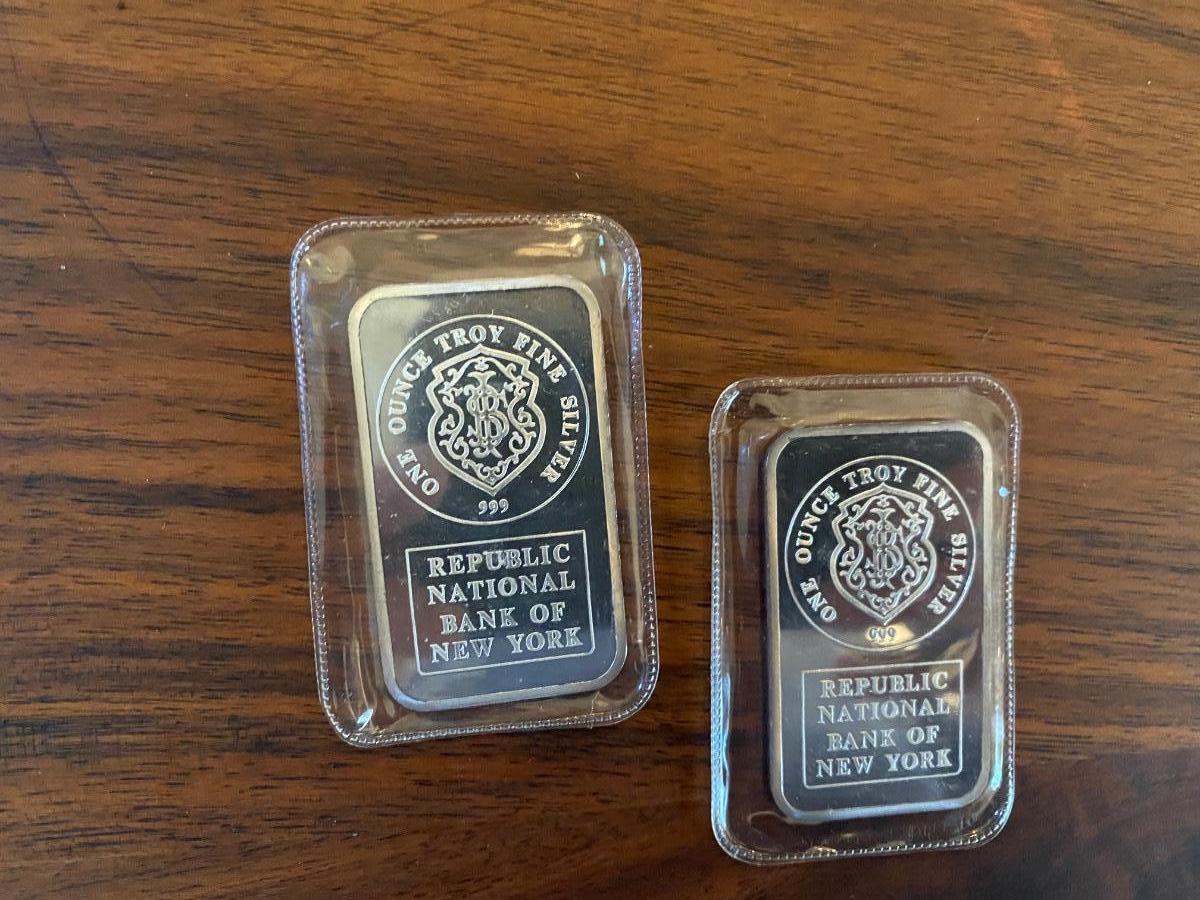 ONE OUNCE TROY FINE SILVER
999
REPUBLIC
NATIONAL
BANK OF
NEW YORK
ONE OUNCE TROY FINE SILVER
999
REPUBLIC
NATIONAL
BANK OF
NEW YORK